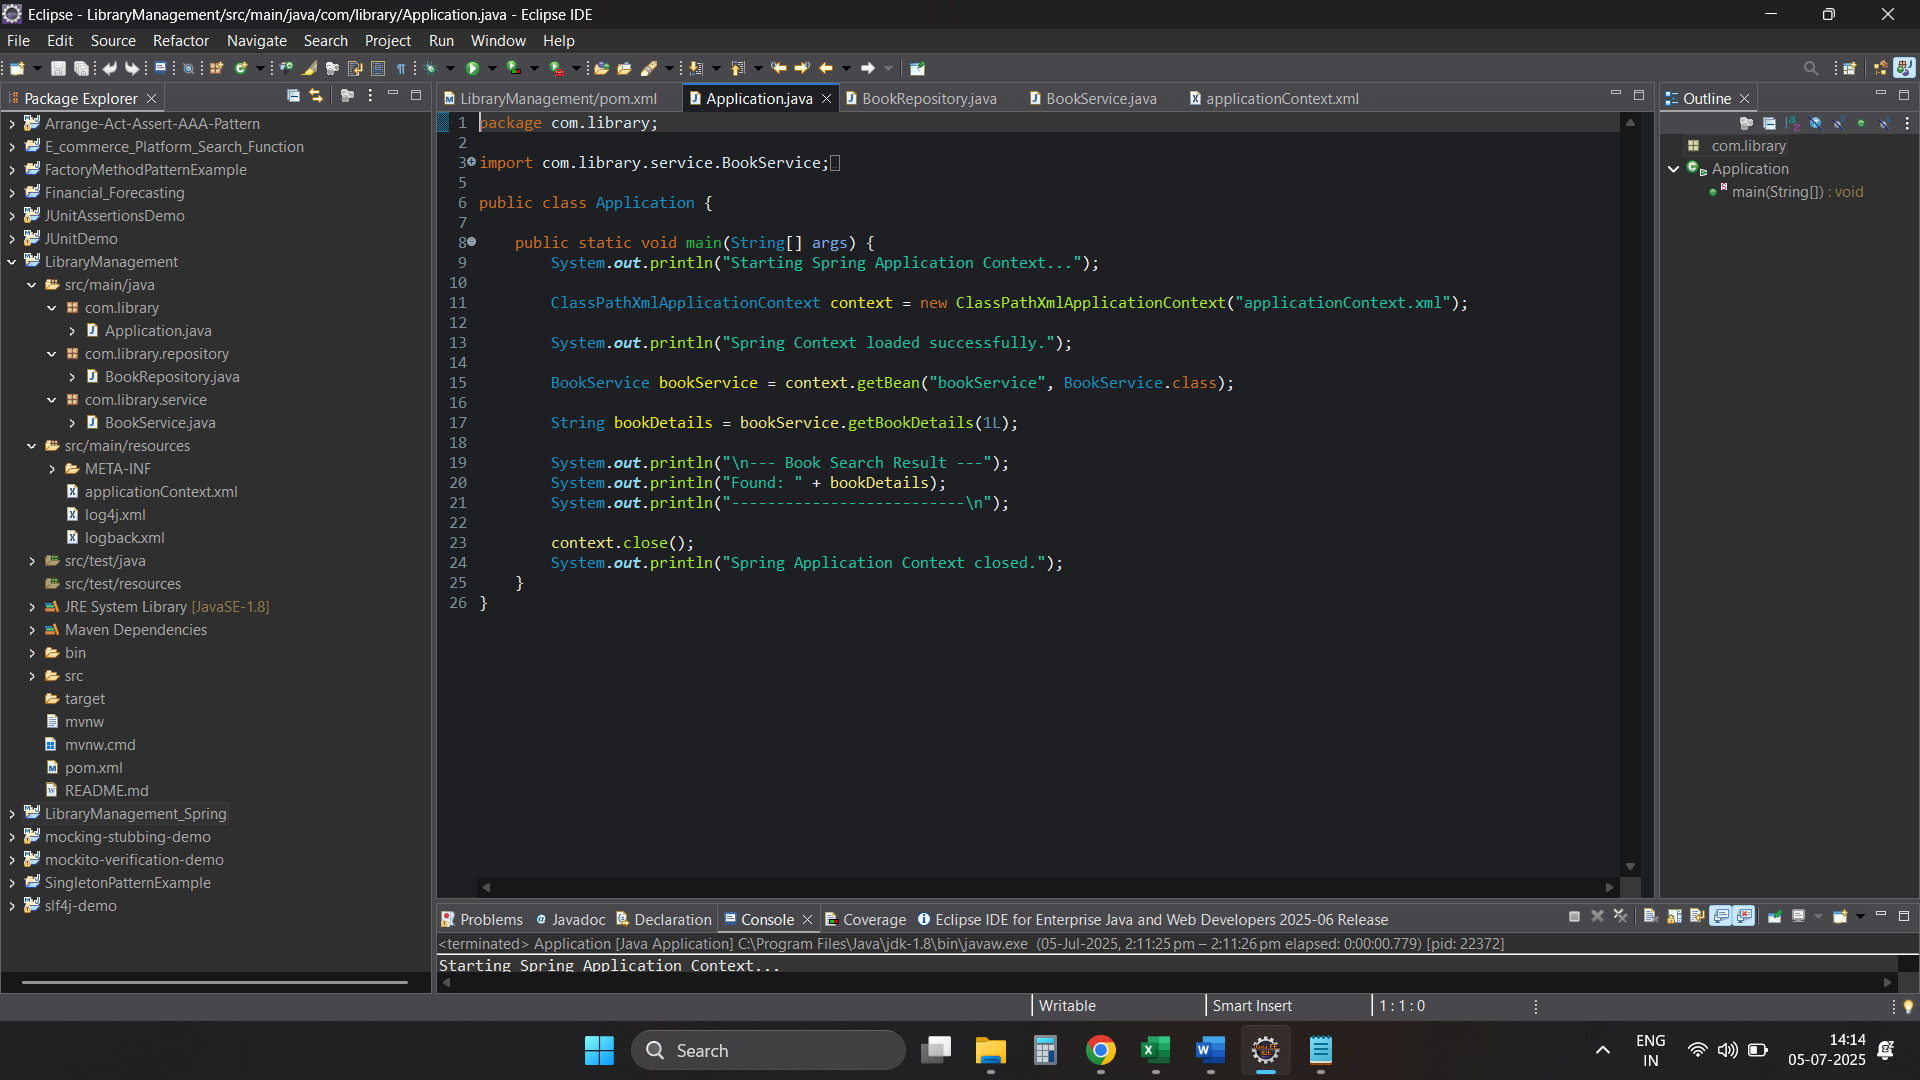 Eclipse - LibraryManagement/src/main/java/com/library/Application.java - Eclipse IDE
File Edit Source Refactor Navigate Search Project Run Window Help
Package Explorer
Arrange-Act-Assert-AAA-Pattern
E_commerce_Platform_Search_Function
FactoryMethodPatternExample
Financial_Forecasting
JUnitAssertionsDemo
JUnitDemo
LibraryManagement
src/main/java
com.library
Application.java
com.library.repository
BookRepository.java
com.library.service
BookService.java
src/main/resources
META-INF
applicationContext.xml
log4j.xml
logback.xml
src/test/java
src/test/resources
JRE System Library [JavaSE-1.8]
Maven Dependencies
bin
src
target
mvnw
mvnw.cmd
pom.xml
README.md
LibraryManagement_Spring
mocking-stubbing-demo
mockito-verification-demo
SingletonPatternExample
slf4j-demo
LibraryManagement/pom.xml Application.java BookRepository.java BookService.java applicationContext.xml
1 package com.library;
2
3 import com.library.service.BookService;
5
6 public class Application {
7
8 public static void main(String[] args) {
9 System.out.println("Starting Spring Application Context...");
10
11 ClassPathXmlApplicationContext context = new ClassPathXmlApplicationContext("applicationContext.xml");
12
13 System.out.println("Spring Context loaded successfully.");
14
15 BookService bookService = context.getBean("bookService", BookService.class);
16
17 String bookDetails = bookService.getBookDetails(1L);
18
19 System.out.println("\n--- Book Search Result ---");
20 System.out.println("Found: " + bookDetails);
21 System.out.println("--------------------------\n");
22
23 context.close();
24 System.out.println("Spring Application Context closed.");
25 }
26 }
Outline
com.library
Application
main(String[]) : void
Problems Javadoc Declaration Console Coverage Eclipse IDE for Enterprise Java and Web Developers 2025-06 Release
<terminated> Application [Java Application] C:\Program Files\Java\jdk-1.8\bin\javaw.exe (05-Jul-2025, 2:11:25 pm – 2:11:26 pm elapsed: 0:00:00.779) [pid: 22372]
Starting Spring Application Context...
Writable Smart Insert 1 : 1 : 0
Search
ENG
IN
14:14
05-07-2025